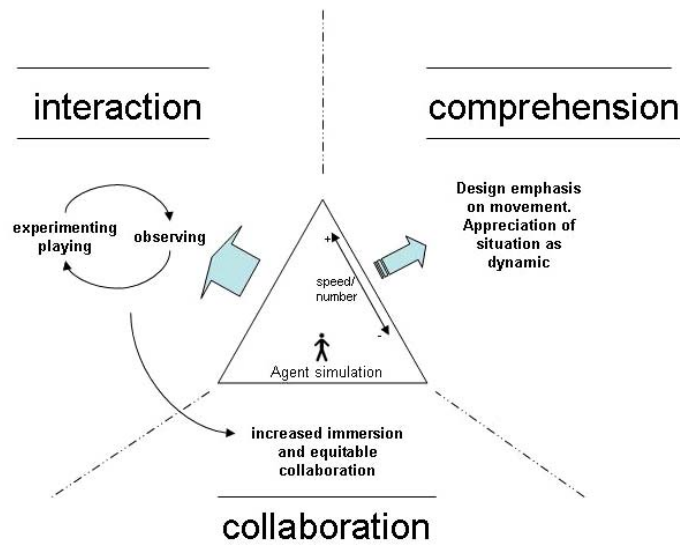 interaction
comprehension
experimenting
playing
observing
Design emphasis
on movement.
Appreciation of
situation as
dynamic
+
speed/
number
-
Agent simulation
increased immersion
and equitable
collaboration
collaboration